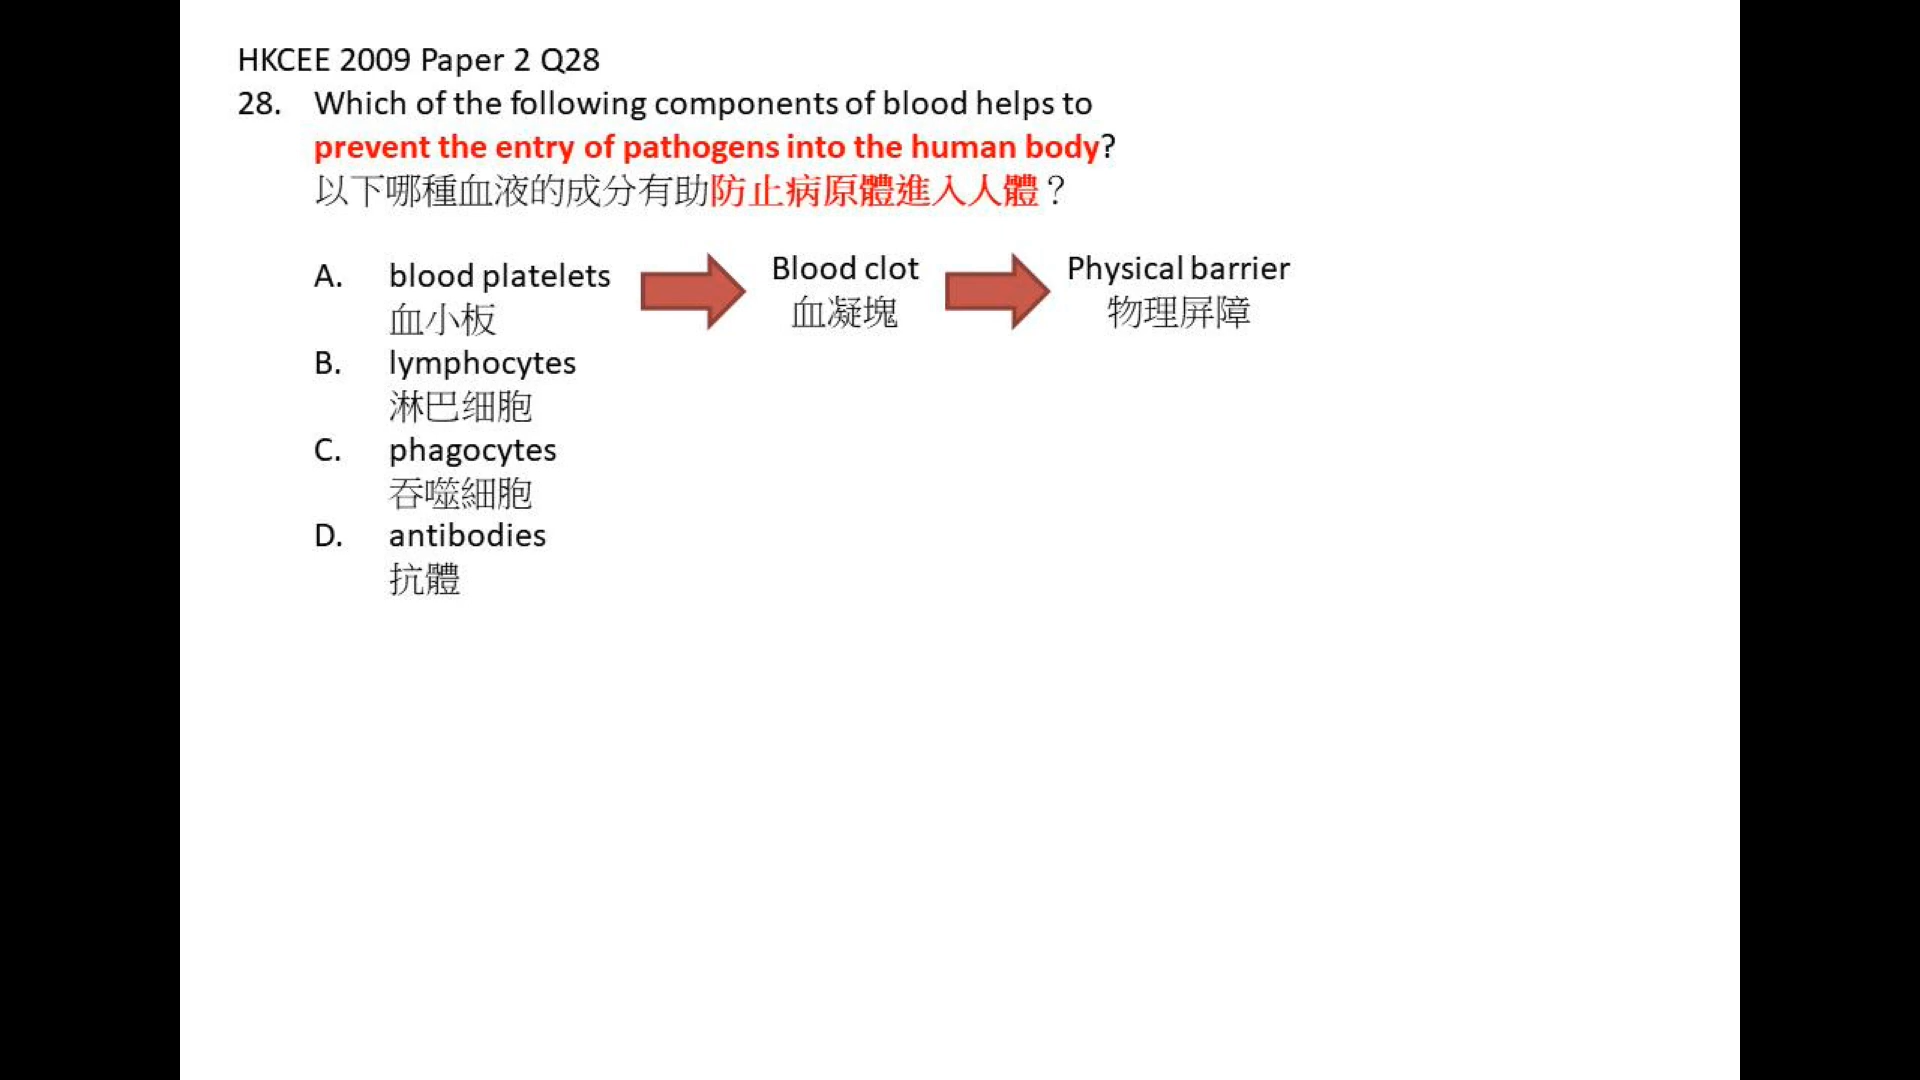 HKCEE 2009 Paper 2 Q28
28. Which of the following components of blood helps to
prevent the entry of pathogens into the human body?
以下哪種血液的成分有助防止病原體進入人體？
A. blood platelets
血小板
Blood clot
血凝塊
Physical barrier
物理屏障
B. lymphocytes
淋巴细胞
C. phagocytes
吞噬細胞
D. antibodies
抗體